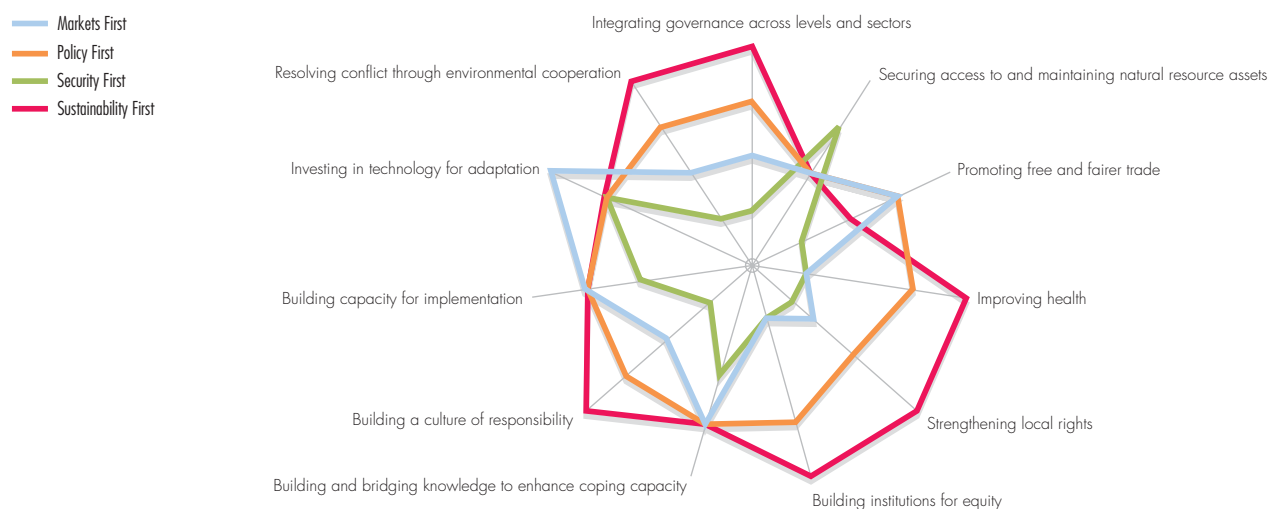 Markets First
Policy First
Security First
Sustainability First
Integrating governance across levels and sectors
Resolving conflict through environmental cooperation
Securing access to and maintaining natural resource assets
Investing in technology for adaptation
Promoting free and fairer trade
Building capacity for implementation
Improving health
Building a culture of responsibility
Strengthening local rights
Building and bridging knowledge to enhance coping capacity
Building institutions for equity